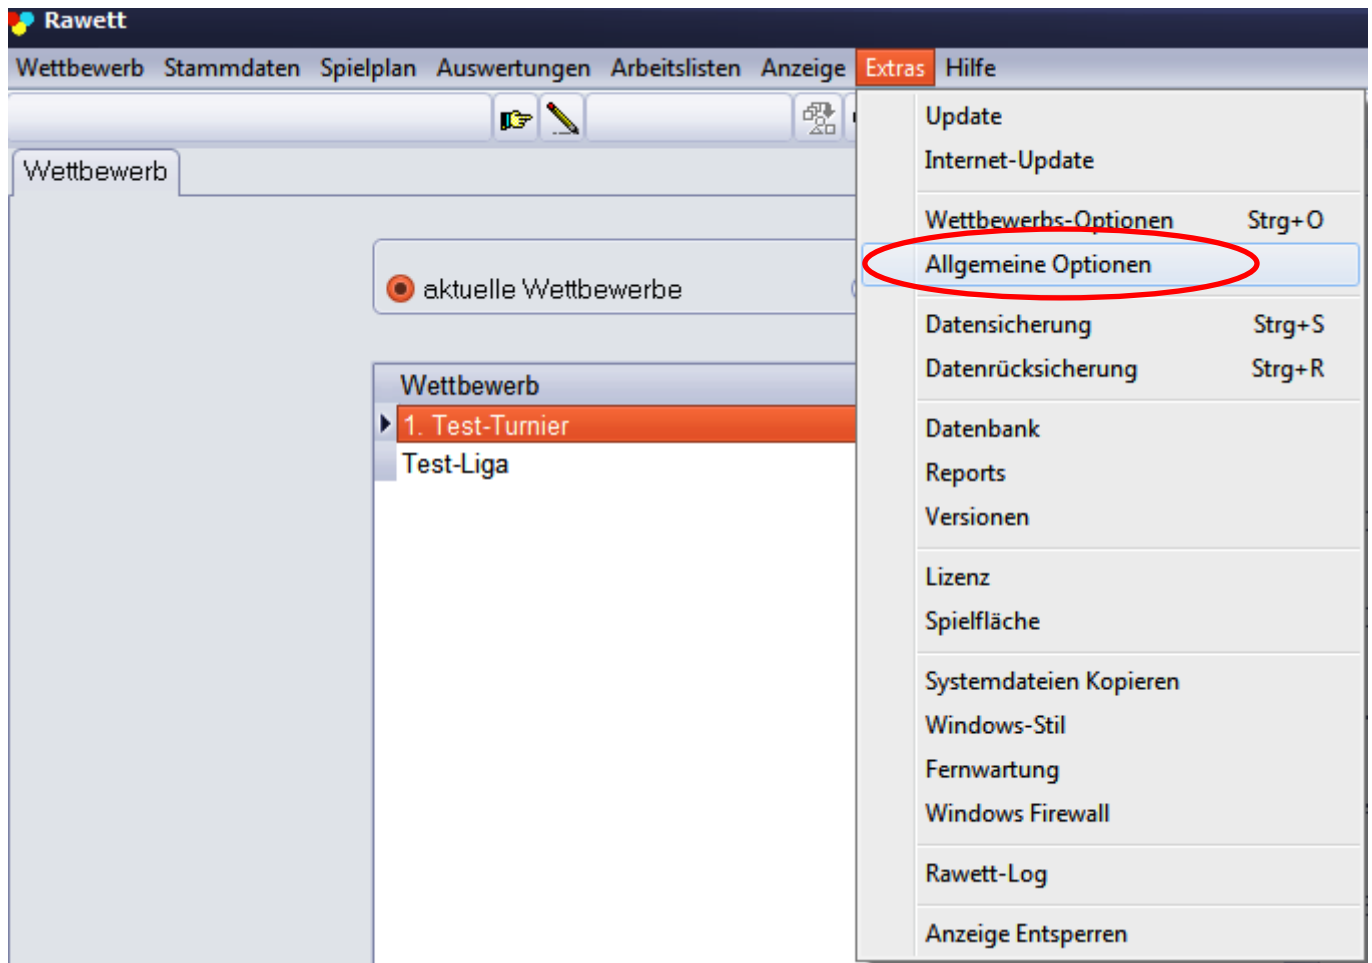 Rawett
Wettbewerb Stammdaten Spielplan Auswertungen Arbeitslisten Anzeige Extras Hilfe
Wettbewerb
aktuelle Wettbewerbe
Wettbewerb
1. Test-Turnier
Test-Liga
Update
Internet-Update
Wettbewerbs-Optionen Strg+O
Allgemeine Optionen
Datensicherung Strg+S
Datenrücksicherung Strg+R
Datenbank
Reports
Versionen
Lizenz
Spielfläche
Systemdateien Kopieren
Windows-Stil
Fernwartung
Windows Firewall
Rawett-Log
Anzeige Entsperren